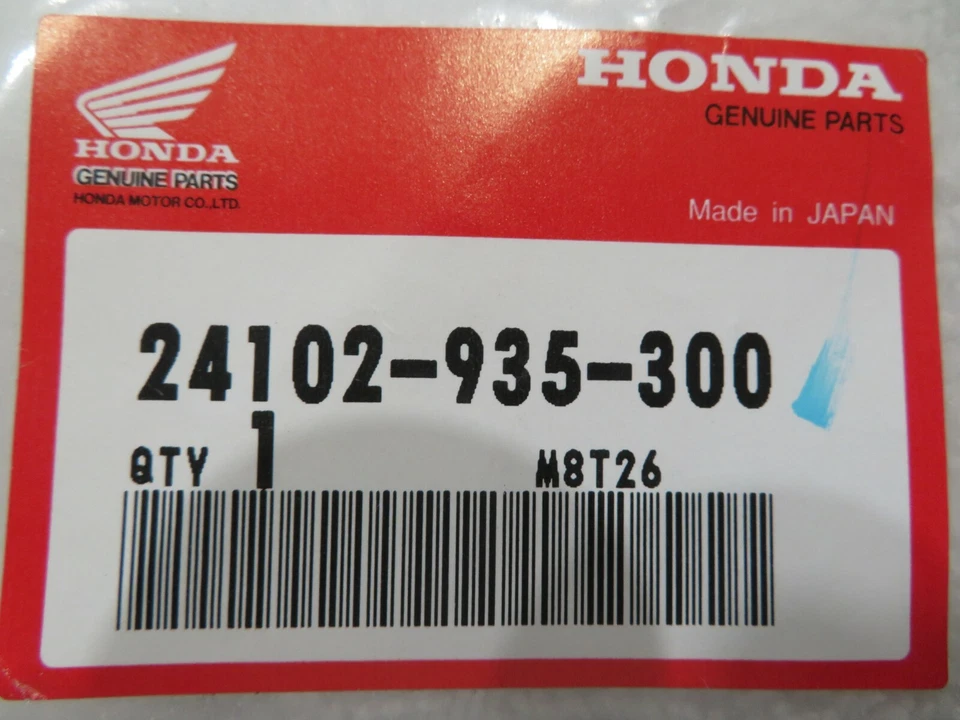 HONDA
GENUINE PARTS
HONDA MOTOR CO.,LTD.
HONDA
GENUINE PARTS
Made in JAPAN
24102-935-300
QTY 1 M8T26